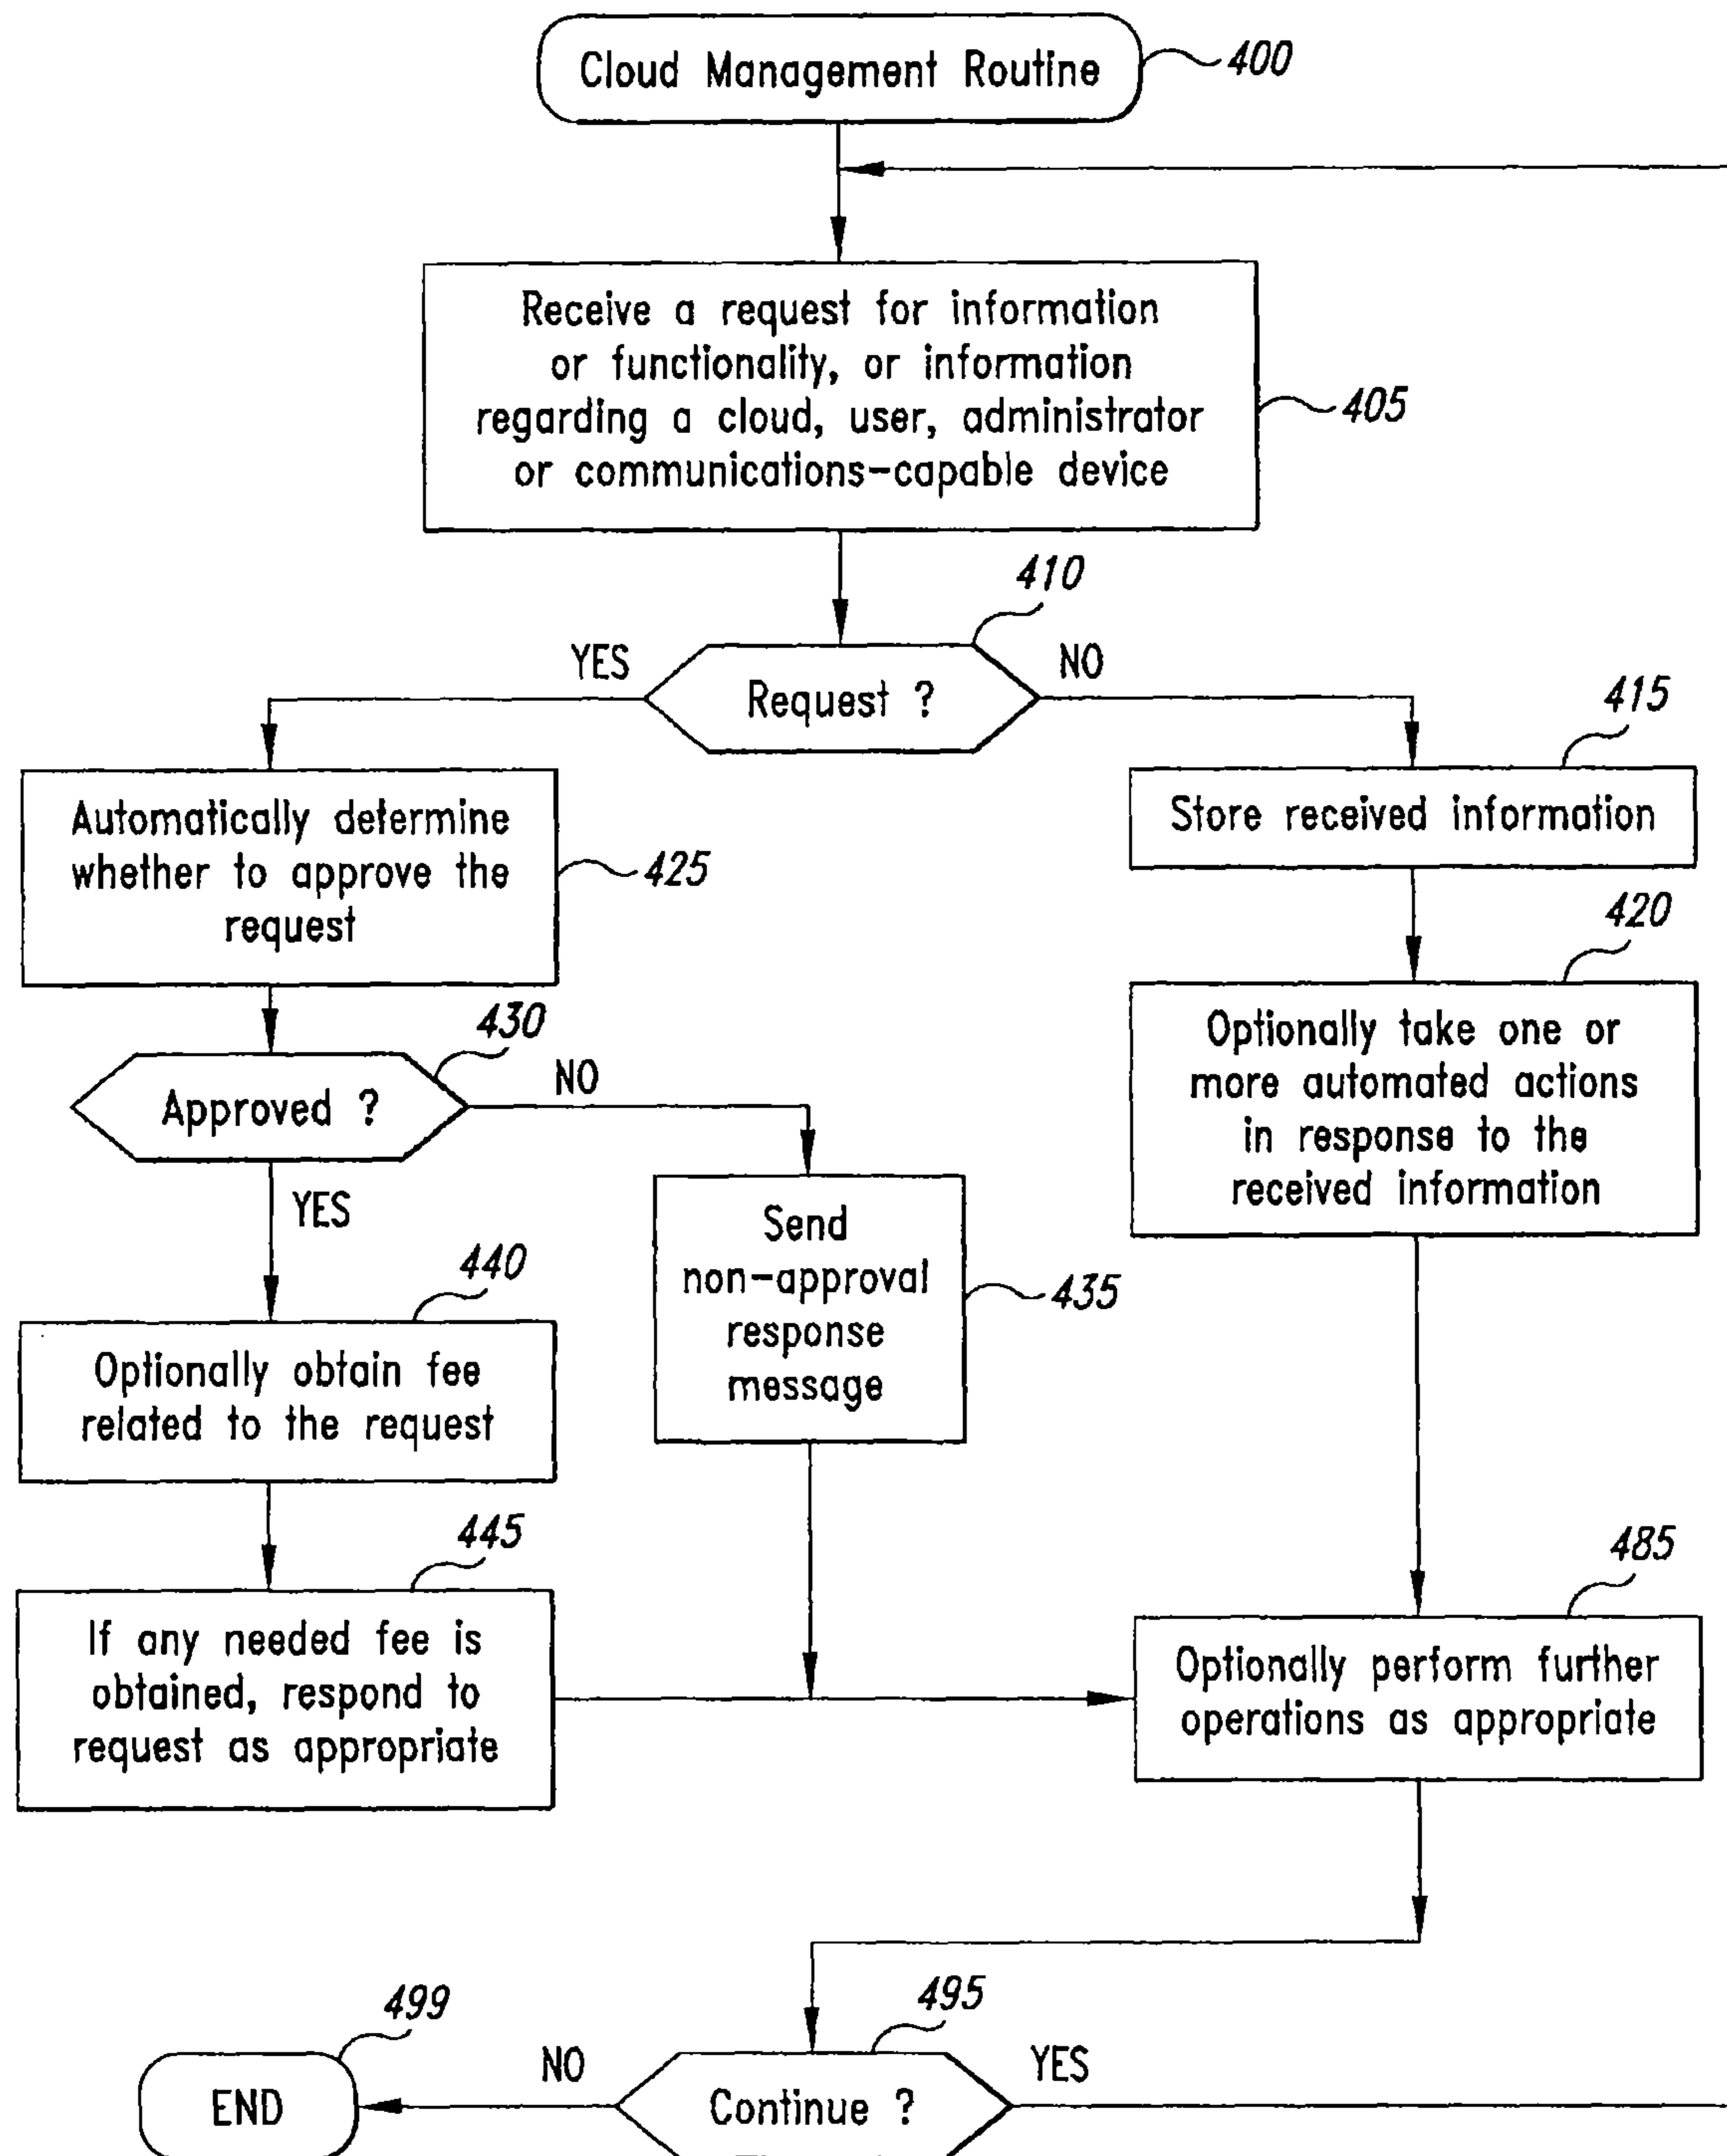 Cloud Management Routine
400
Receive a request for information
or functionality, or information
regarding a cloud, user, administrator
or communications-capable device
405
410
YES
Request ?
NO
415
Store received information
Automatically determine
whether to approve the
request
425
420
Optionally take one or
more automated actions
in response to the
received information
430
Approved ?
NO
YES
Send
non-approval
response
message
435
440
Optionally obtain fee
related to the request
445
If any needed fee is
obtained, respond to
request as appropriate
485
Optionally perform further
operations as appropriate
499
END
495
NO
Continue ?
YES